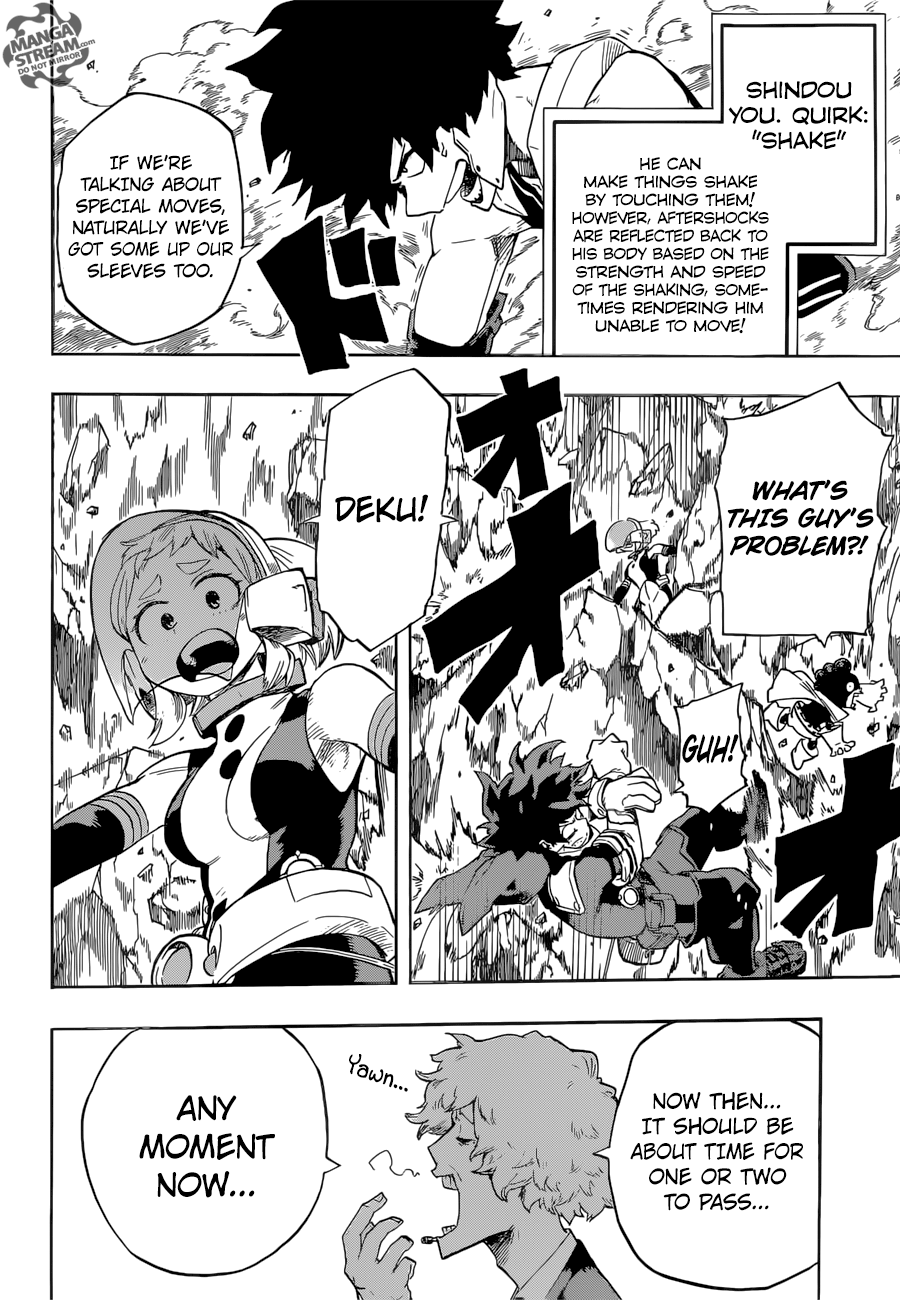 MANGA
STREAM.com
DO NOT MIRROR
SHINDOU
YOU. QUIRK:
"SHAKE"
HE CAN
MAKE THINGS SHAKE
BY TOUCHING THEM!
HOWEVER, AFTERSHOCKS
ARE REFLECTED BACK TO
HIS BODY BASED ON THE
STRENGTH AND SPEED
OF THE SHAKING, SOME-
TIMES RENDERING HIM
UNABLE TO MOVE!
IF WE'RE
TALKING ABOUT
SPECIAL MOVES,
NATURALLY WE'VE
GOT SOME UP OUR
SLEEVES TOO.
ド
オ
オ
オ
WHAT'S
THIS GUY'S
PROBLEM?!
GUH!
DEKU!
NOW THEN...
IT SHOULD BE
ABOUT TIME FOR
ONE OR TWO
TO PASS...
Yawn...
ANY
MOMENT
NOW...